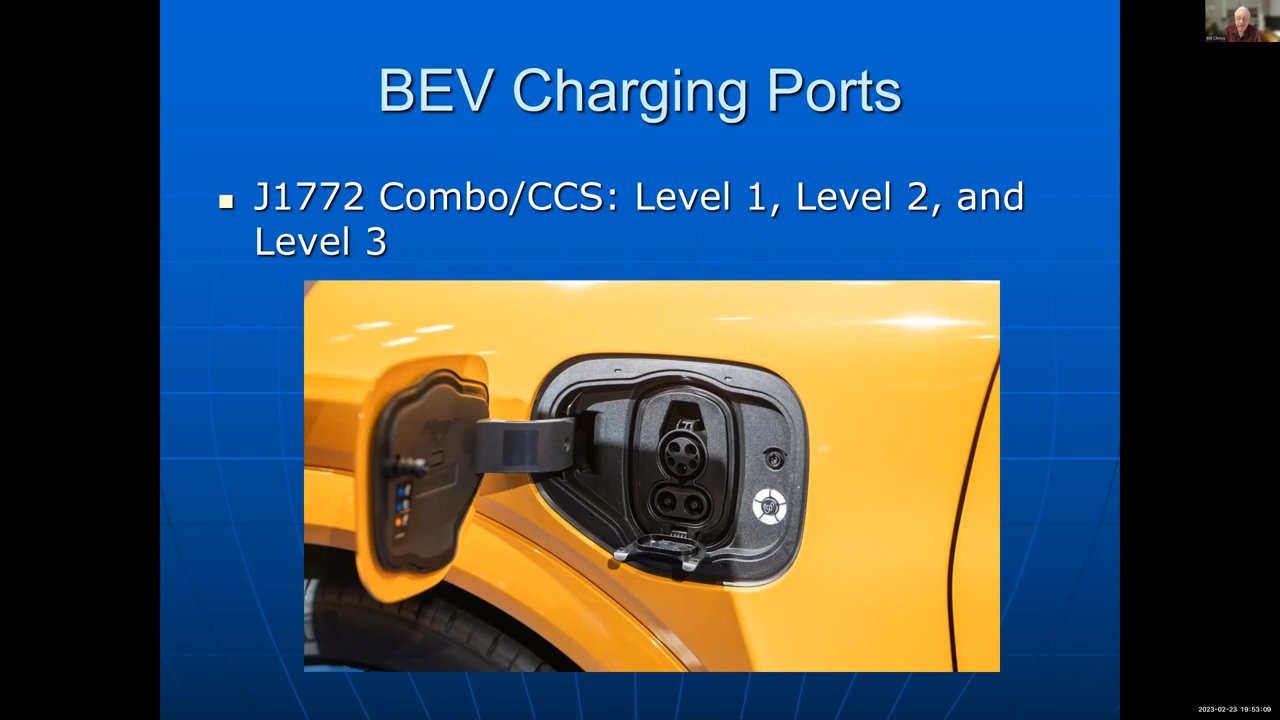 BEV Charging Ports
J1772 Combo/CCS: Level 1, Level 2, and
Level 3
2023-02-23 19:53:09